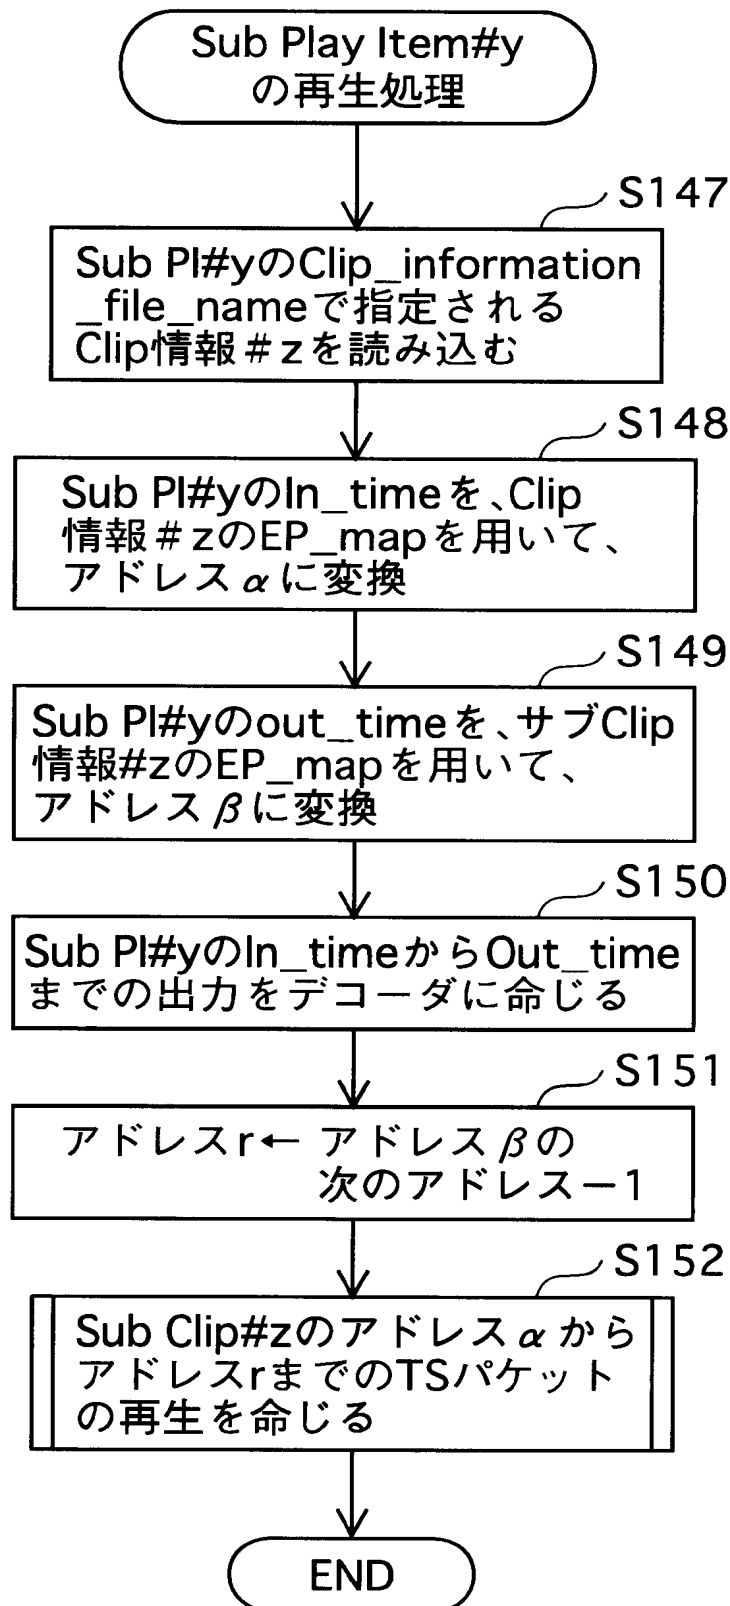 Sub Play Item#y
の再生処理
S147
Sub PI#yのClip_information
_file_nameで指定される
Clip情報＃zを読み込む
S148
Sub PI#yのIn_timeを、Clip
情報＃zのEP_mapを用いて、
アドレスαに変換
S149
Sub PI#yのout_timeを、サブClip
情報#zのEP_mapを用いて、
アドレスβに変換
S150
Sub PI#yのIn_timeからOut_time
までの出力をデコーダに命じる
S151
アドレスr← アドレスβの
次のアドレスー1
S152
Sub Clip#zのアドレスαから
アドレスrまでのTSパケット
の再生を命じる
END